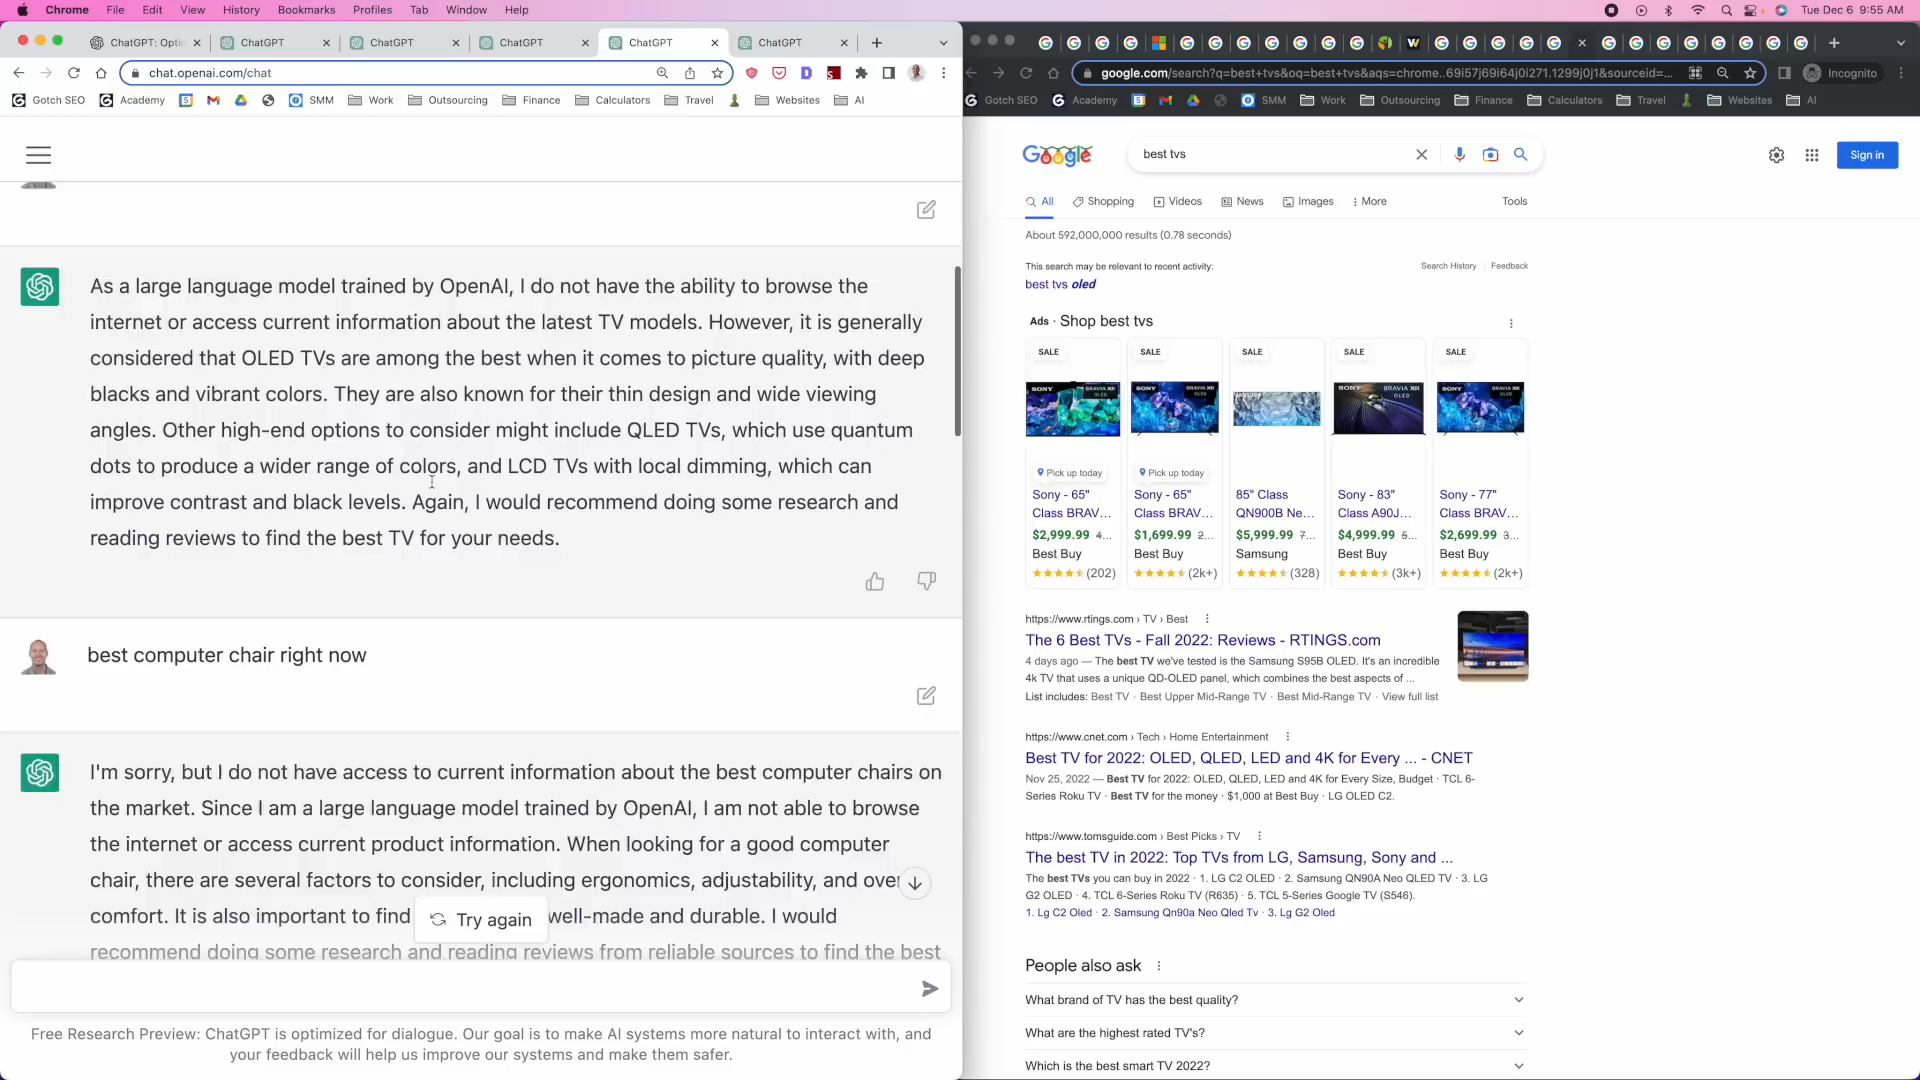 Chrome File Edit View History Bookmarks Profiles Tab Window Help
Tue Dec 6 9:55 AM
ChatGPT: Opti
ChatGPT
ChatGPT
ChatGPT
ChatGPT
ChatGPT
chat.openai.com/chat
Gotch SEO Academy SMM Work Outsourcing Finance Calculators Travel Websites AI
As a large language model trained by OpenAI, I do not have the ability to browse the
internet or access current information about the latest TV models. However, it is generally
considered that OLED TVs are among the best when it comes to picture quality, with deep
blacks and vibrant colors. They are also known for their thin design and wide viewing
angles. Other high-end options to consider might include QLED TVs, which use quantum
dots to produce a wider range of colors, and LCD TVs with local dimming, which can
improve contrast and black levels. Again, I would recommend doing some research and
reading reviews to find the best TV for your needs.
best computer chair right now
I'm sorry, but I do not have access to current information about the best computer chairs on
the market. Since I am a large language model trained by OpenAI, I am not able to browse
the internet or access current product information. When looking for a good computer
chair, there are several factors to consider, including ergonomics, adjustability, and over
comfort. It is also important to find well-made and durable. I would
Try again
recommend doing some research and reading reviews from reliable sources to find the best
Free Research Preview: ChatGPT is optimized for dialogue. Our goal is to make AI systems more natural to interact with, and
your feedback will help us improve our systems and make them safer.
google.com/search?q=best+tvs&oq=best+tvs&aqs=chrome..69i57j69i64j0i271.1299j0j1&sourceid=...
Incognito
Gotch SEO Academy SMM Work Outsourcing Finance Calculators Travel Websites AI
Google
best tvs
Sign in
All Shopping Videos News Images More Tools
About 592,000,000 results (0.78 seconds)
This search may be relevant to recent activity:
Search History Feedback
best tvs oled
Ads · Shop best tvs
SALE SALE SALE SALE SALE
SONY BRAVIA XR OLED
SONY BRAVIA XR OLED
SAMSUNG
SONY BRAVIA XR OLED
SONY BRAVIA XR OLED
Pick up today Pick up today
Sony - 65" Sony - 65" 85" Class Sony - 83" Sony - 77"
Class BRAV... Class BRAV... QN900B Ne... Class A90J... Class BRAV...
$2,999.99 4... $1,699.99 2... $5,999.99 7... $4,999.99 5... $2,699.99 3...
Best Buy Best Buy Samsung Best Buy Best Buy
(202) (2k+) (328) (3k+) (2k+)
https://www.rtings.com › TV › Best
The 6 Best TVs - Fall 2022: Reviews - RTINGS.com
4 days ago — The best TV we've tested is the Samsung S95B OLED. It's an incredible
4k TV that uses a unique QD-OLED panel, which combines the best aspects of ...
List includes: Best TV · Best Upper Mid-Range TV · Best Mid-Range TV · View full list
https://www.cnet.com › Tech › Home Entertainment
Best TV for 2022: OLED, QLED, LED and 4K for Every ... - CNET
Nov 25, 2022 — Best TV for 2022: OLED, QLED, LED and 4K for Every Size, Budget · TCL 6-
Series Roku TV · Best TV for the money · $1,000 at Best Buy · LG OLED C2.
https://www.tomsguide.com › Best Picks › TV
The best TV in 2022: Top TVs from LG, Samsung, Sony and ...
The best TVs you can buy in 2022 · 1. LG C2 OLED · 2. Samsung QN90A Neo QLED TV · 3. LG
G2 OLED · 4. TCL 6-Series Roku TV (R635) · 5. TCL 5-Series Google TV (S546).
1. Lg C2 Oled · 2. Samsung Qn90a Neo Qled Tv · 3. Lg G2 Oled
People also ask
What brand of TV has the best quality?
What are the highest rated TV's?
Which is the best smart TV 2022?